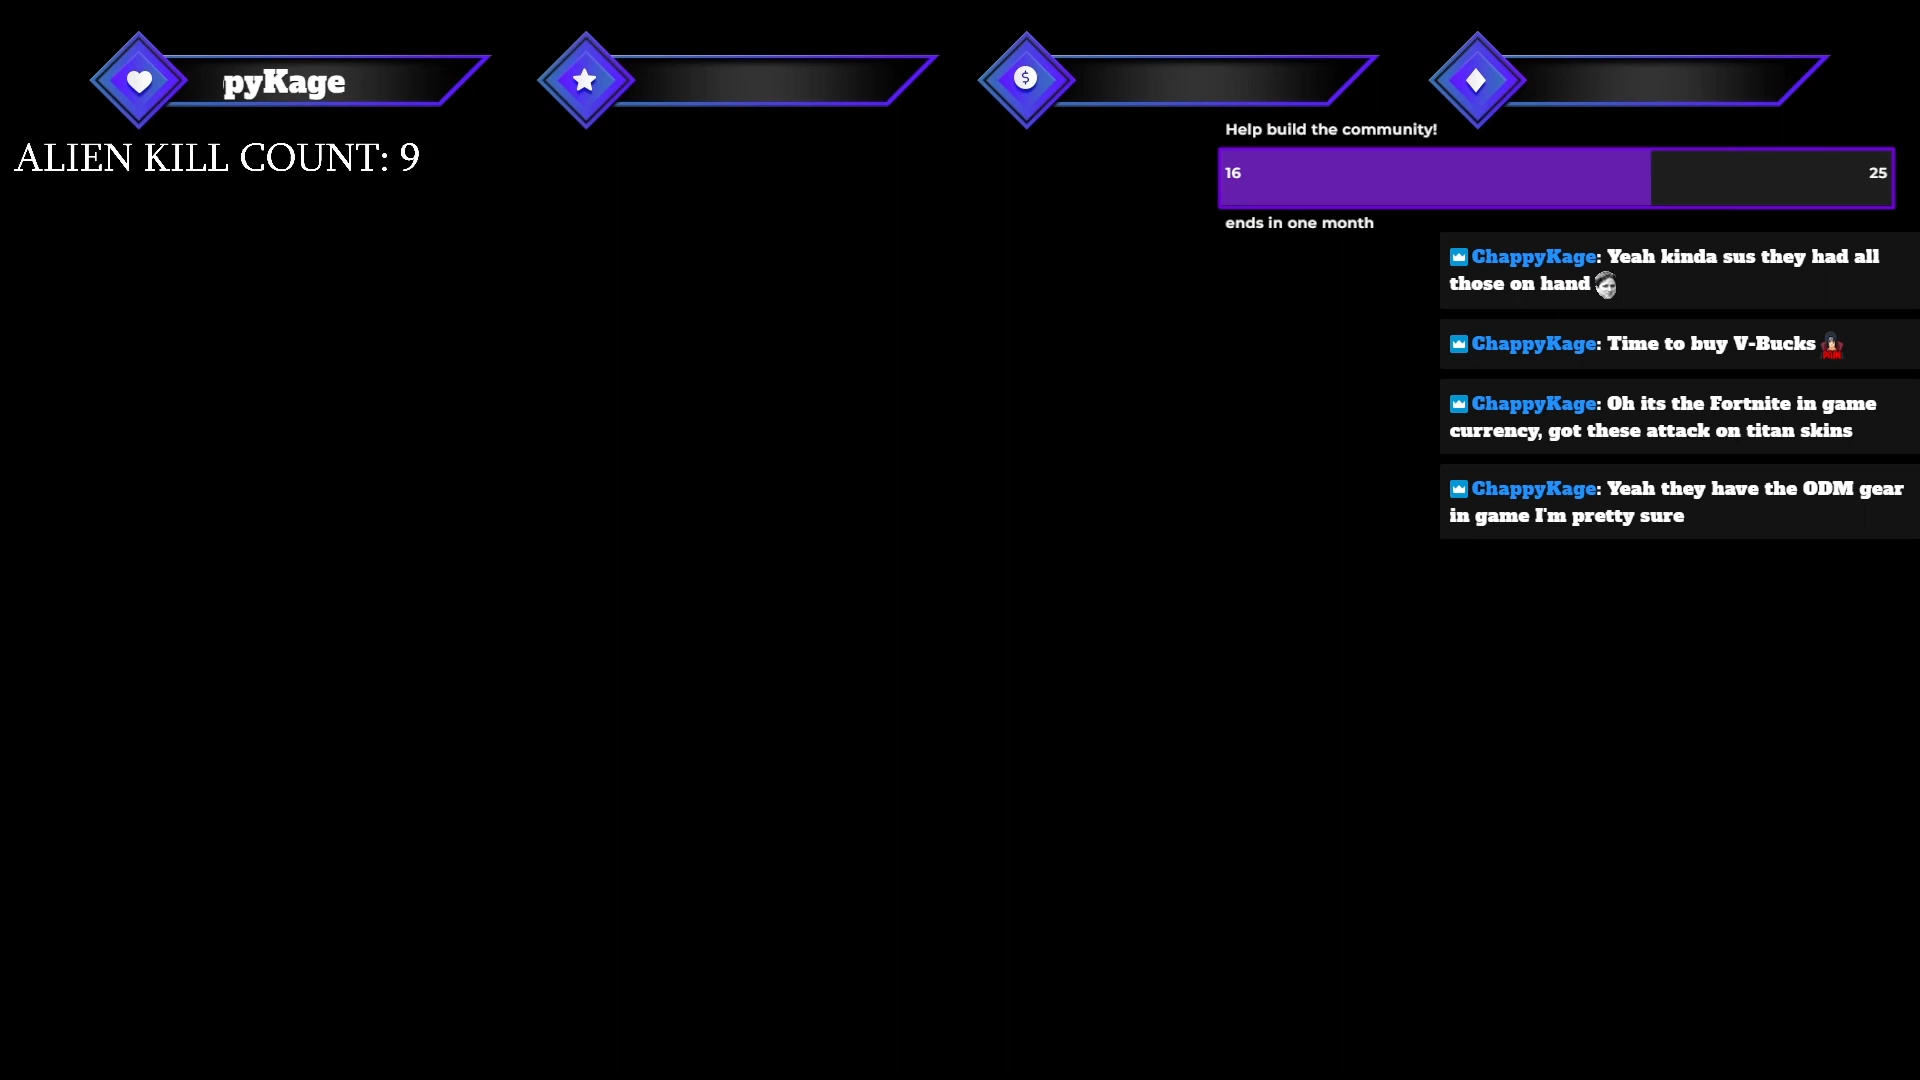 pyKage
ALIEN KILL COUNT: 9
Help build the community!
16 25
ends in one month
ChappyKage: Yeah kinda sus they had all
those on hand
ChappyKage: Time to buy V-Bucks
ChappyKage: Oh its the Fortnite in game
currency, got these attack on titan skins
ChappyKage: Yeah they have the ODM gear
in game I'm pretty sure